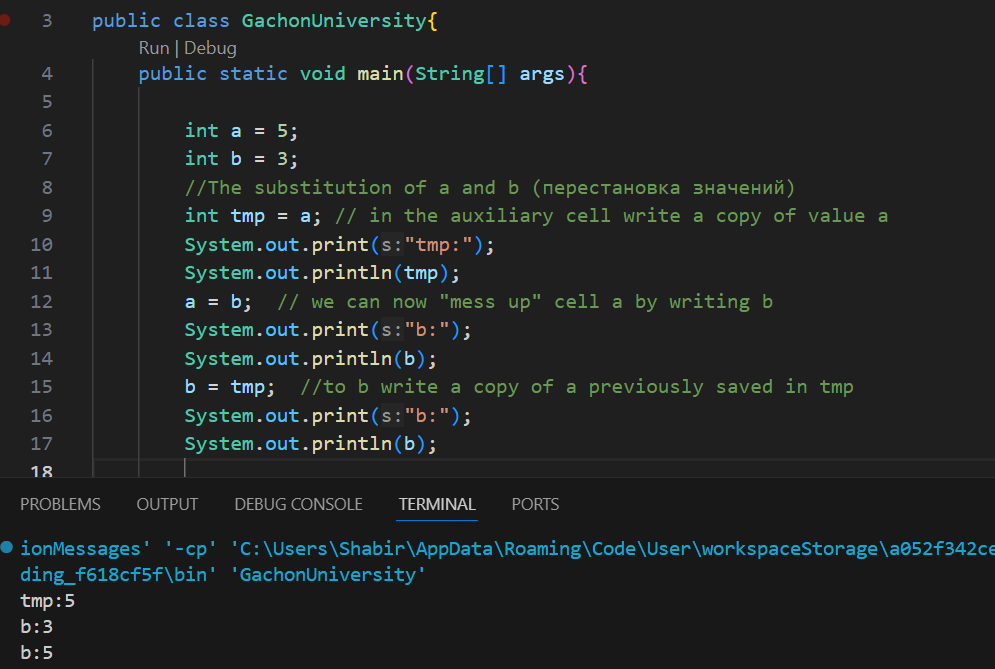 3 public class GachonUniversity{
Run | Debug
4 public static void main(String[] args){
5
6 int a = 5;
7 int b = 3;
8 //The substitution of a and b (перестановка значений)
9 int tmp = a; // in the auxiliary cell write a copy of value a
10 System.out.print(s:"tmp:");
11 System.out.println(tmp);
12 a = b;  // we can now "mess up" cell a by writing b
13 System.out.print(s:"b:");
14 System.out.println(b);
15 b = tmp;  //to b write a copy of a previously saved in tmp
16 System.out.print(s:"b:");
17 System.out.println(b);
18
PROBLEMS OUTPUT DEBUG CONSOLE TERMINAL PORTS
ionMessages' '-cp' 'C:\Users\Shabir\AppData\Roaming\Code\User\workspaceStorage\a052f342ce
ding_f618cf5f\bin' 'GachonUniversity'
tmp:5
b:3
b:5